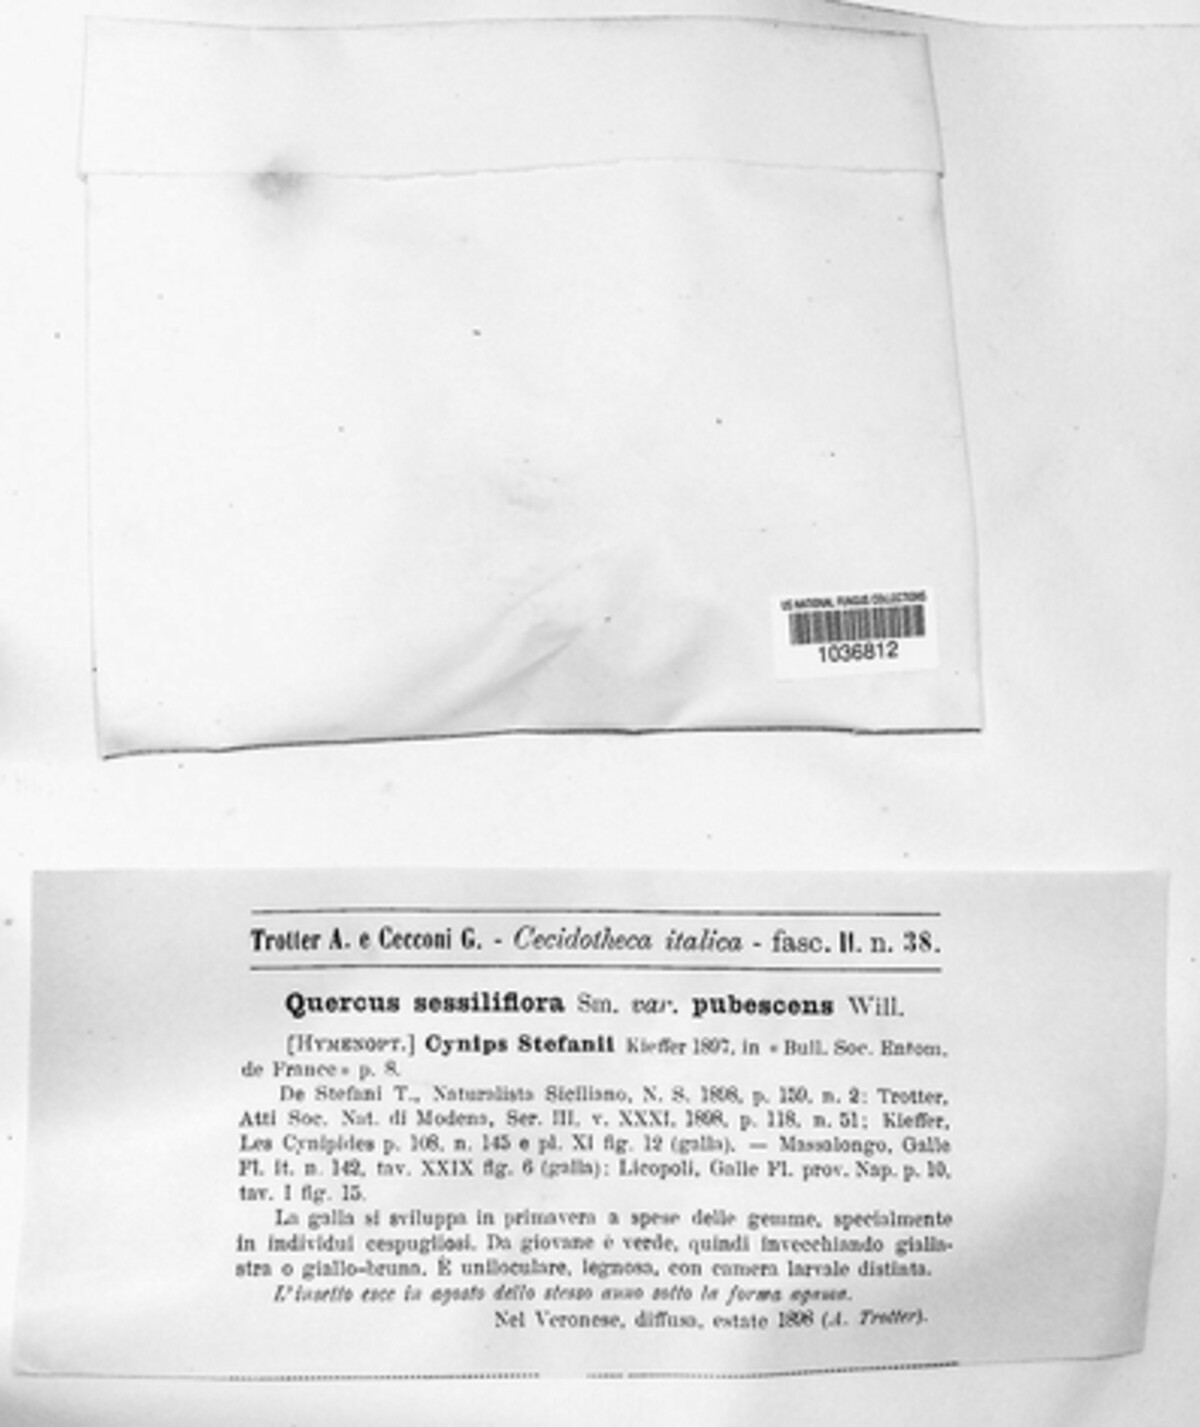 US NATIONAL FUNGUS COLLECTIONS
1036812
Trotter A. e Cecconi G. - Cecidotheca italica - fasc. II. n. 38.
Quercus sessiliflora Sm. var. pubescens Will.
[HYMENOPT.] Cynips Stefanii Kieffer 1897, in « Bull. Soc. Entom.
de France » p. 8.
De Stefani T., Naturalista Siciliano, N. S. 1898, p. 159, n. 2; Trotter,
Atti Soc. Nat. di Modena, Ser. III, v. XXXI, 1898, p. 118, n. 51; Kieffer,
Les Cynipides p. 108, n. 145 e pl. XI fig. 12 (galla). — Massalongo, Galle
Fl. it. n. 142, tav. XXIX fig. 6 (galla); Licopoli, Galle Fl. prov. Nap. p. 10,
tav. I fig. 15.
La galla si sviluppa in primavera a spese delle gemme, specialmente
in individui cespugliosi. Da giovane è verde, quindi invecchiando gialla-
stra o giallo-bruna. È uniloculare, legnosa, con camera larvale distinta.
L'insetto esce in agosto dello stesso anno sotto la forma agama.
Nel Veronese, diffusa, estate 1898 (A. Trotter).